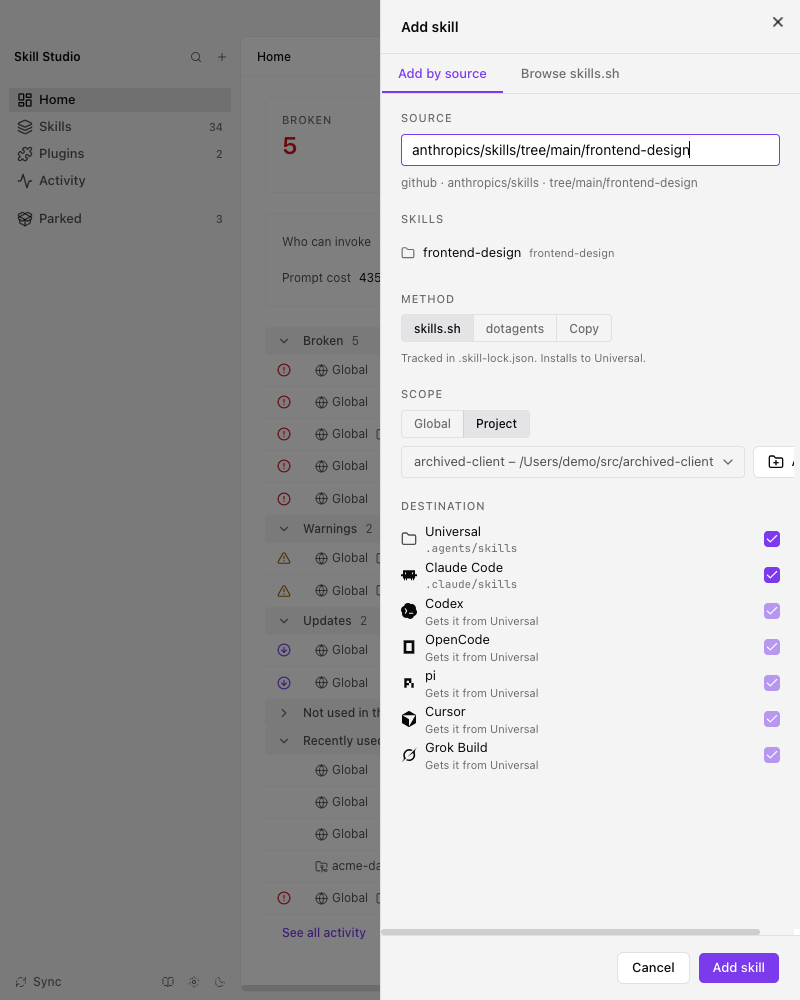 Skill Studio
Home
Skills 34
Plugins 2
Activity
Parked 3
Sync
Home
BROKEN
5
Who can invoke
Prompt cost 435
Broken 5
Global
Global
Global
Global
Global
Warnings 2
Global
Global
Updates 2
Global
Global
Not used in th
Recently used
Global
Global
Global
acme-da
Global
See all activity
Add skill
Add by source Browse skills.sh
SOURCE
anthropics/skills/tree/main/frontend-design
github · anthropics/skills · tree/main/frontend-design
SKILLS
frontend-design frontend-design
METHOD
skills.sh dotagents Copy
Tracked in .skill-lock.json. Installs to Universal.
SCOPE
Global Project
archived-client – /Users/demo/src/archived-client
DESTINATION
Universal
.agents/skills
Claude Code
.claude/skills
Codex
Gets it from Universal
OpenCode
Gets it from Universal
pi
Gets it from Universal
Cursor
Gets it from Universal
Grok Build
Gets it from Universal
Cancel Add skill